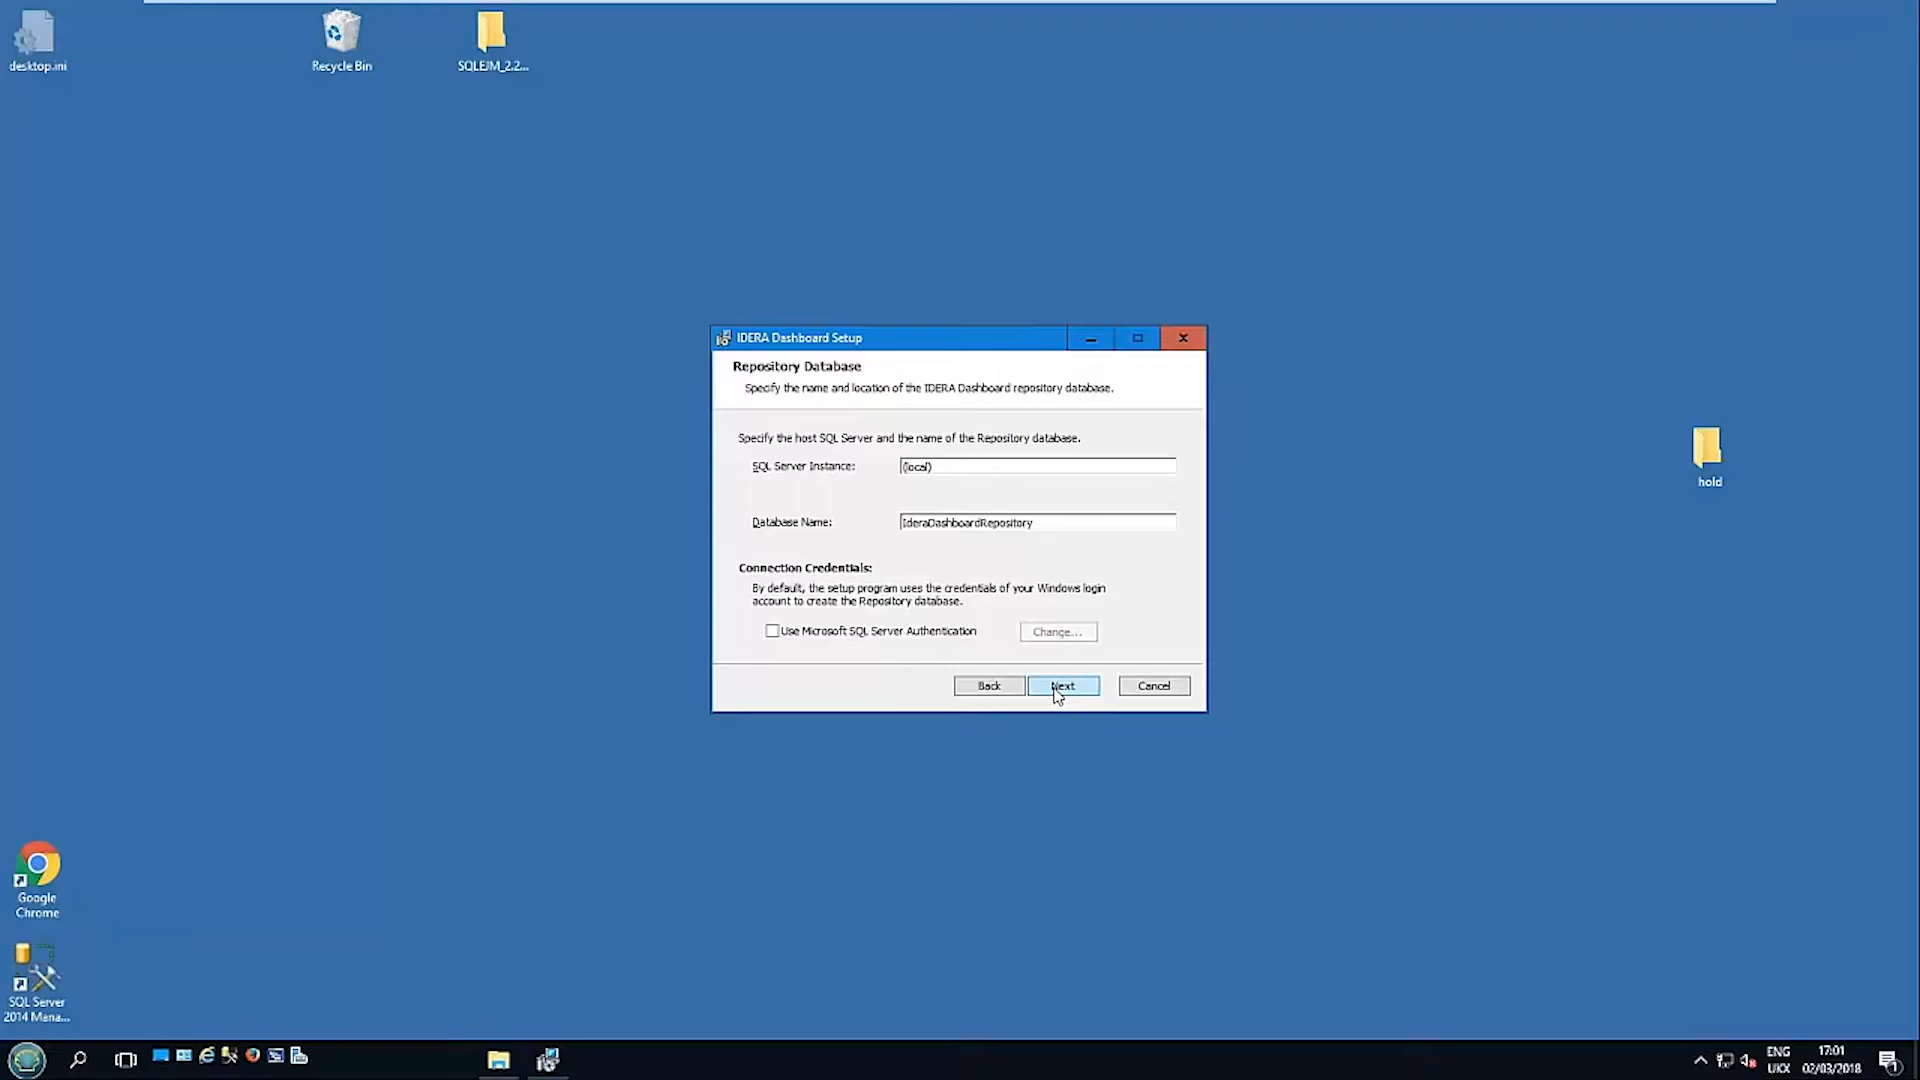 desktop.ini
Recycle Bin
SQLEJM_2.2...
IDERA Dashboard Setup
Repository Database
Specify the name and location of the IDERA Dashboard repository database.
Specify the host SQL Server and the name of the Repository database.
SQL Server Instance:
(local)
Database Name:
IderaDashboardRepository
Connection Credentials:
By default, the setup program uses the credentials of your Windows login
account to create the Repository database.
Use Microsoft SQL Server Authentication
Change...
Back
Next
Cancel
hold
Google
Chrome
SQL Server
2014 Mana...
ENG
UKX
17:01
02/03/2018
1